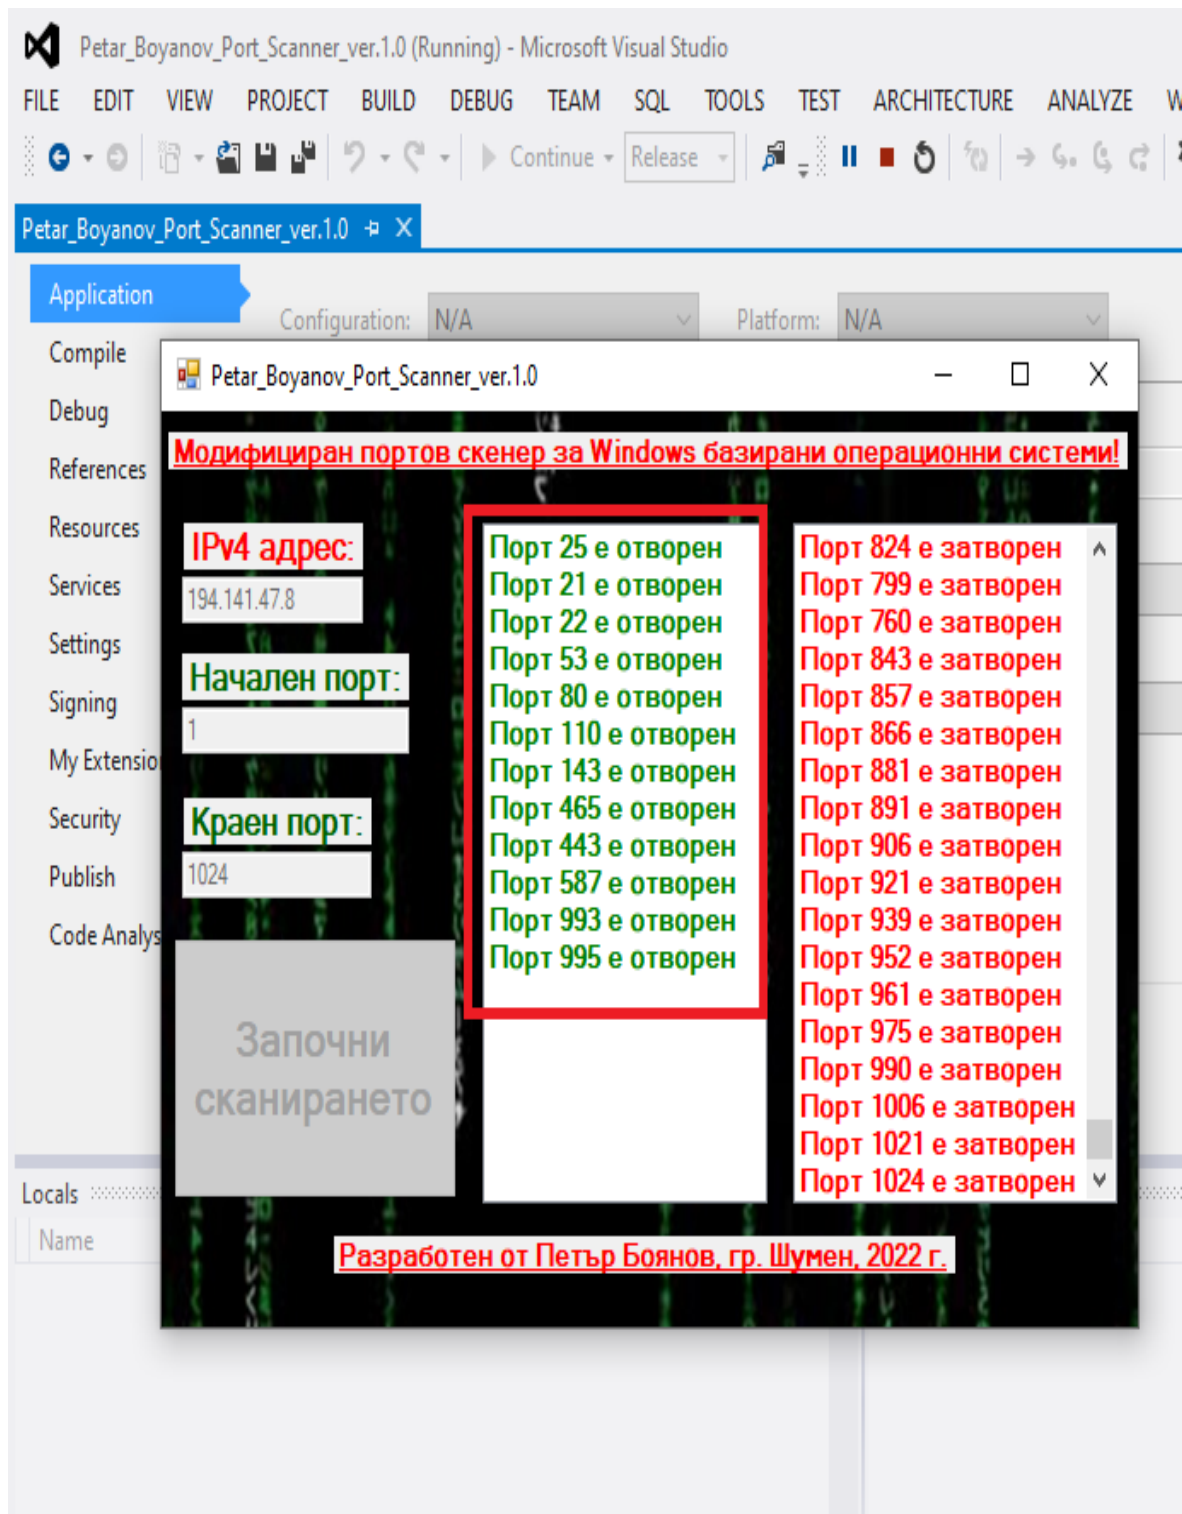 Petar_Boyanov_Port_Scanner_ver.1.0 (Running) - Microsoft Visual Studio
FILE EDIT VIEW PROJECT BUILD DEBUG TEAM SQL TOOLS TEST ARCHITECTURE ANALYZE W
Continue Release
Petar_Boyanov_Port_Scanner_ver.1.0
Application
Configuration: N/A Platform: N/A
Compile
Debug
References
Resources
Services
Settings
Signing
My Extensio
Security
Publish
Code Analys
Petar_Boyanov_Port_Scanner_ver.1.0
Модифициран портов скенер за Windows базирани операционни системи!
IPv4 адрес:
194.141.47.8
Начален порт:
1
Краен порт:
1024
Започни
сканирането
Порт 25 е отворен
Порт 21 е отворен
Порт 22 е отворен
Порт 53 е отворен
Порт 80 е отворен
Порт 110 е отворен
Порт 143 е отворен
Порт 465 е отворен
Порт 443 е отворен
Порт 587 е отворен
Порт 993 е отворен
Порт 995 е отворен
Порт 824 е затворен
Порт 799 е затворен
Порт 760 е затворен
Порт 843 е затворен
Порт 857 е затворен
Порт 866 е затворен
Порт 881 е затворен
Порт 891 е затворен
Порт 906 е затворен
Порт 921 е затворен
Порт 939 е затворен
Порт 952 е затворен
Порт 961 е затворен
Порт 975 е затворен
Порт 990 е затворен
Порт 1006 е затворен
Порт 1021 е затворен
Порт 1024 е затворен
Разработен от Петър Боянов, гр. Шумен, 2022 г.
Locals
Name